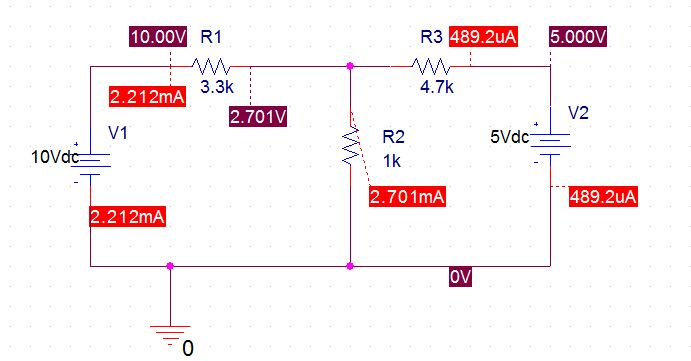 10.00V
R1
R3
489.2uA
5.000V
2.212mA
3.3k
4.7k
2.701V
V1
V2
10Vdc
R2
1k
5Vdc
2.701mA
489.2uA
2.212mA
0V
0